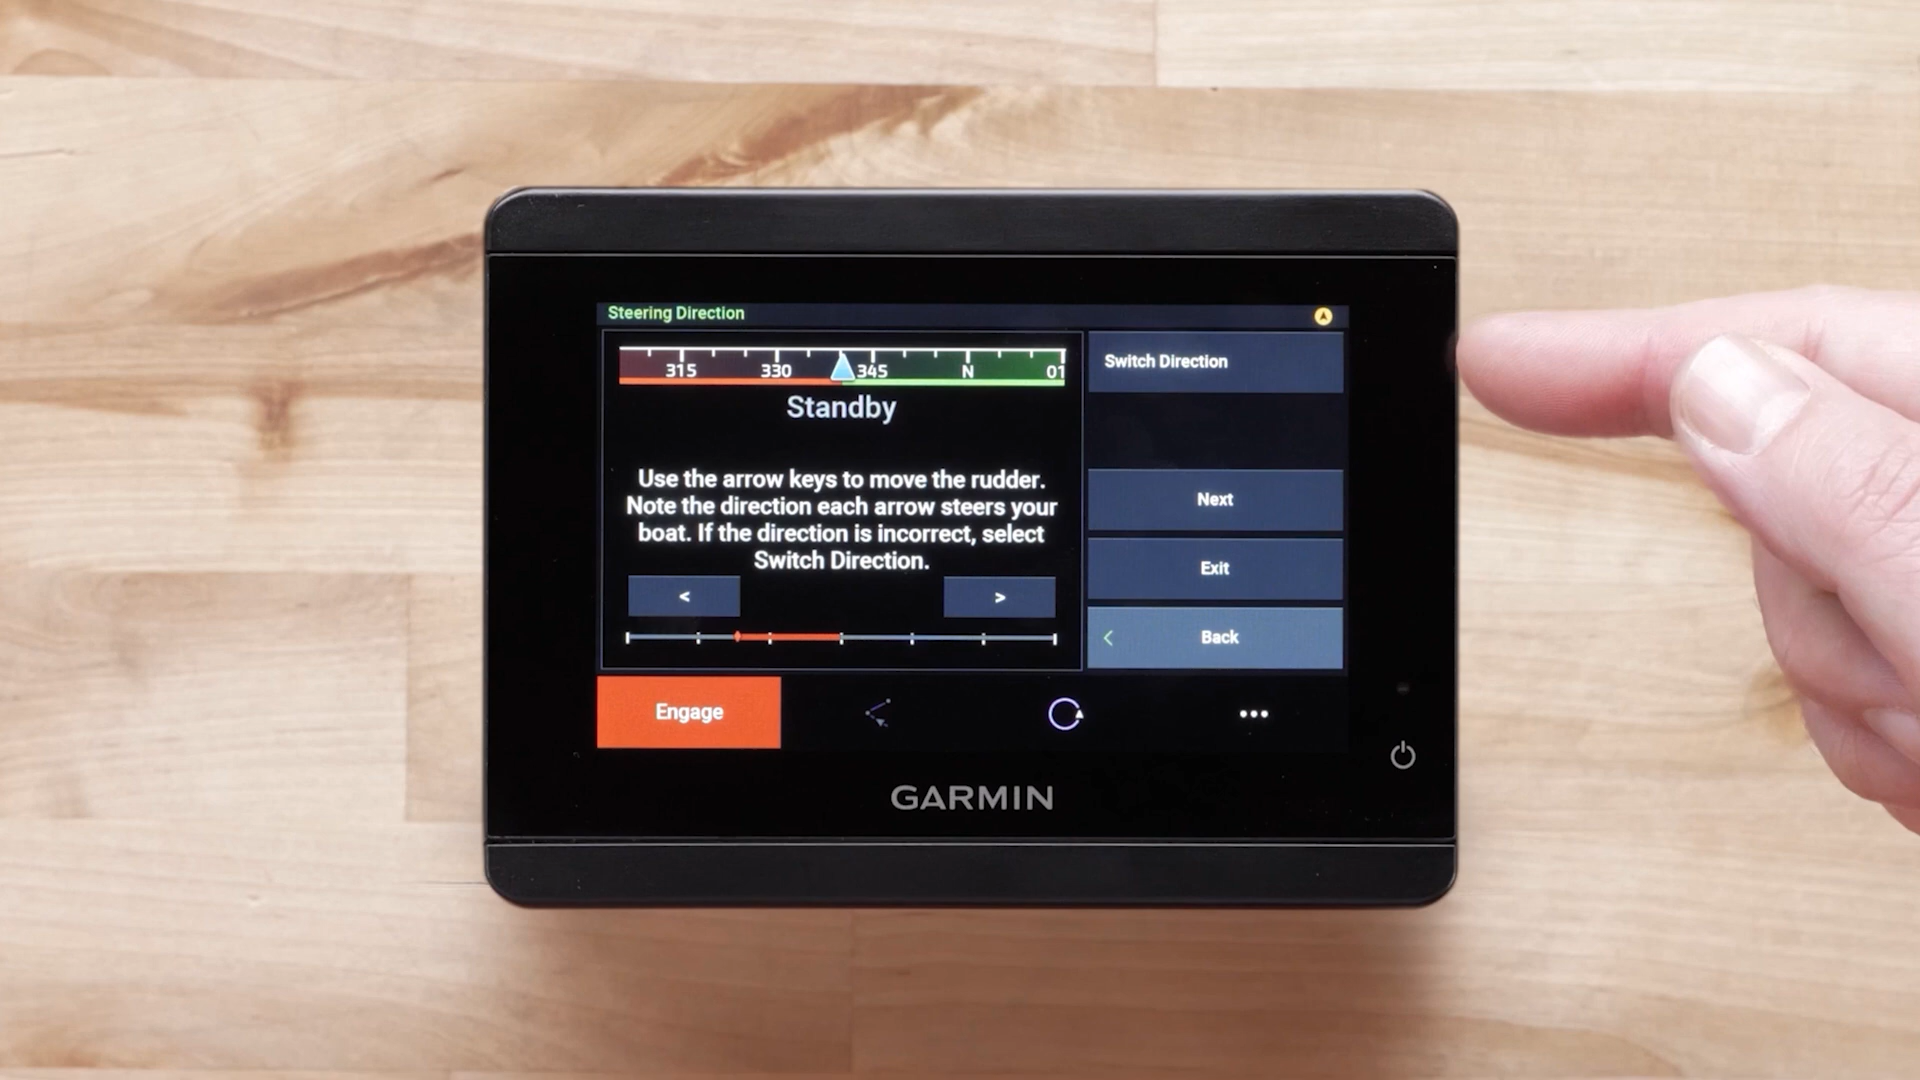 Steering Direction
315 330 345 N 01
Standby
Switch Direction
Use the arrow keys to move the rudder.
Note the direction each arrow steers your
boat. If the direction is incorrect, select
Switch Direction.
< >
Next
Exit
< Back
Engage
GARMIN